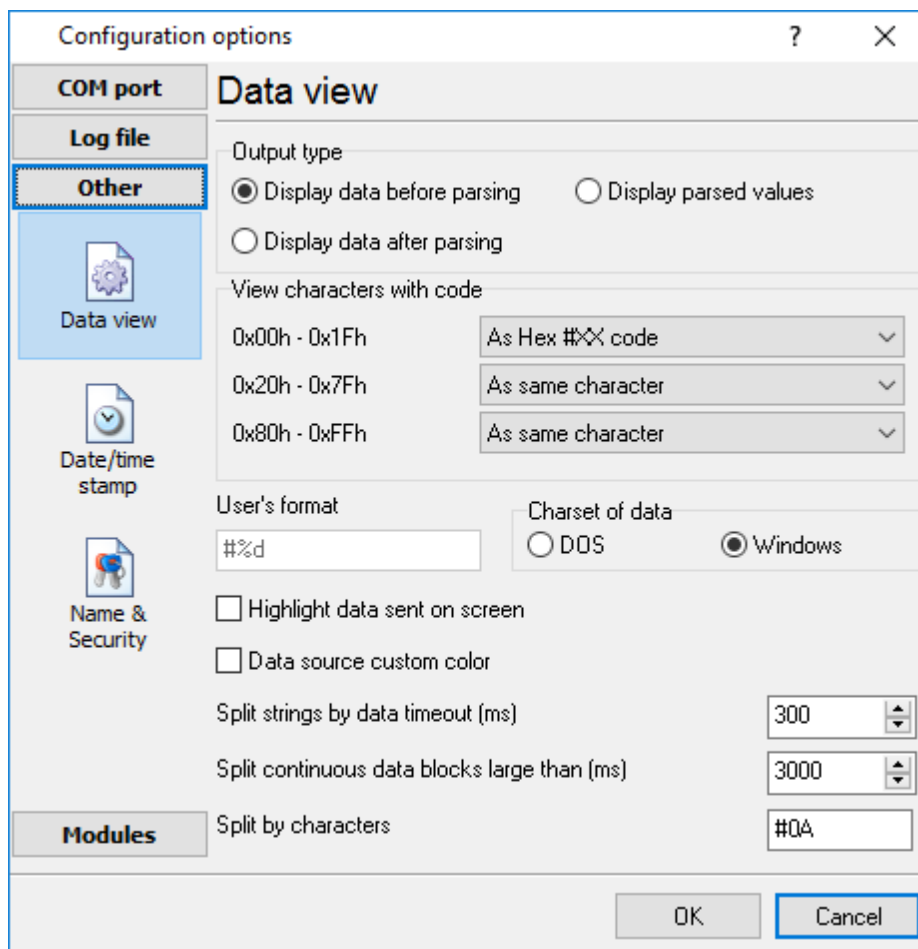 Configuration options ?
COM port
Log file
Other
Data view
Date/time
stamp
Name &
Security
Modules
Data view
Output type
Display data before parsing Display parsed values
Display data after parsing
View characters with code
0x00h - 0x1Fh As Hex #XX code
0x20h - 0x7Fh As same character
0x80h - 0xFFh As same character
User's format Charset of data
#%d DOS Windows
Highlight data sent on screen
Data source custom color
Split strings by data timeout (ms) 300
Split continuous data blocks large than (ms) 3000
Split by characters #0A
OK Cancel